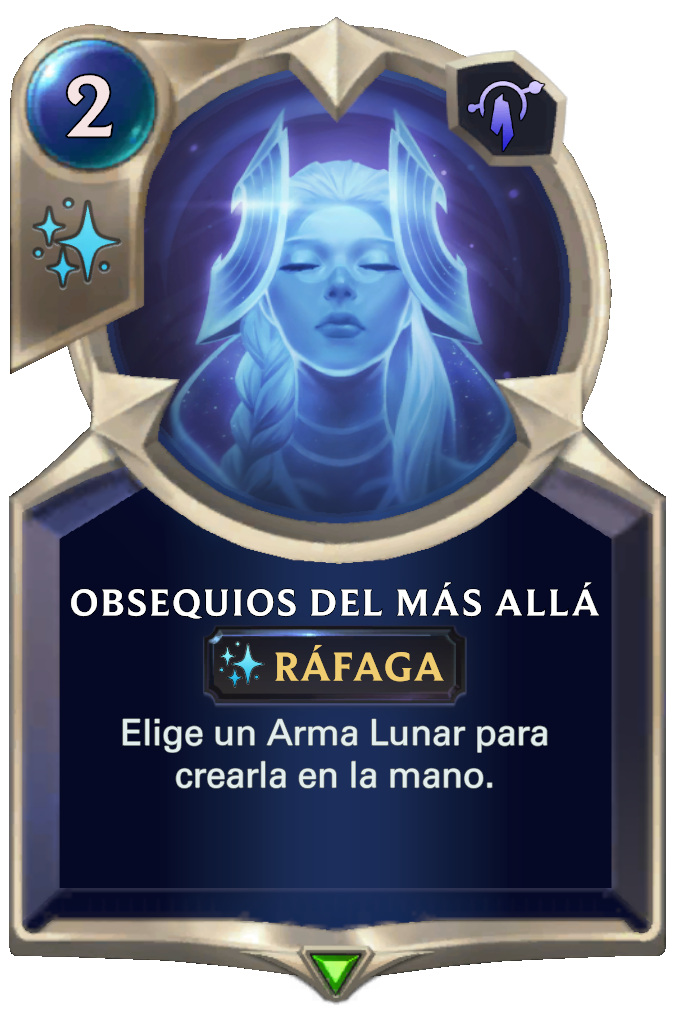 2
OBSEQUIOS DEL MÁS ALLÁ
RÁFAGA
Elige un Arma Lunar para
crearla en la mano.